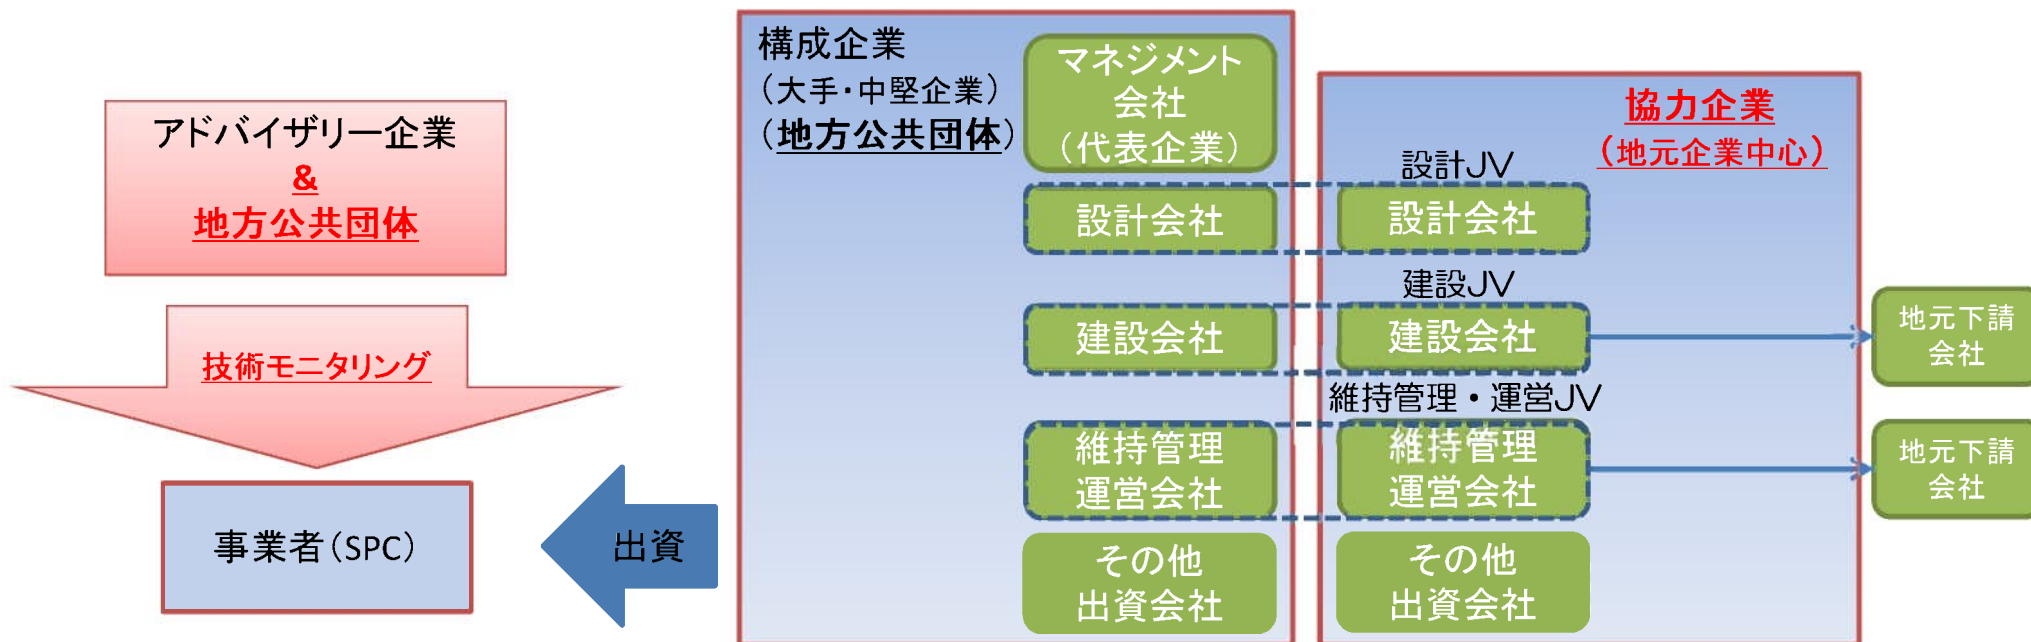 アドバイザリー企業
&
地方公共団体
技術モニタリング
事業者(SPC)
出資
構成企業
(大手・中堅企業)
(地方公共団体)
マネジメント
会社
(代表企業)
設計会社
建設会社
維持管理
運営会社
その他
出資会社
協力企業
(地元企業中心)
設計JV
設計会社
建設JV
建設会社
維持管理・運営JV
維持管理
運営会社
その他
出資会社
地元下請
会社
地元下請
会社